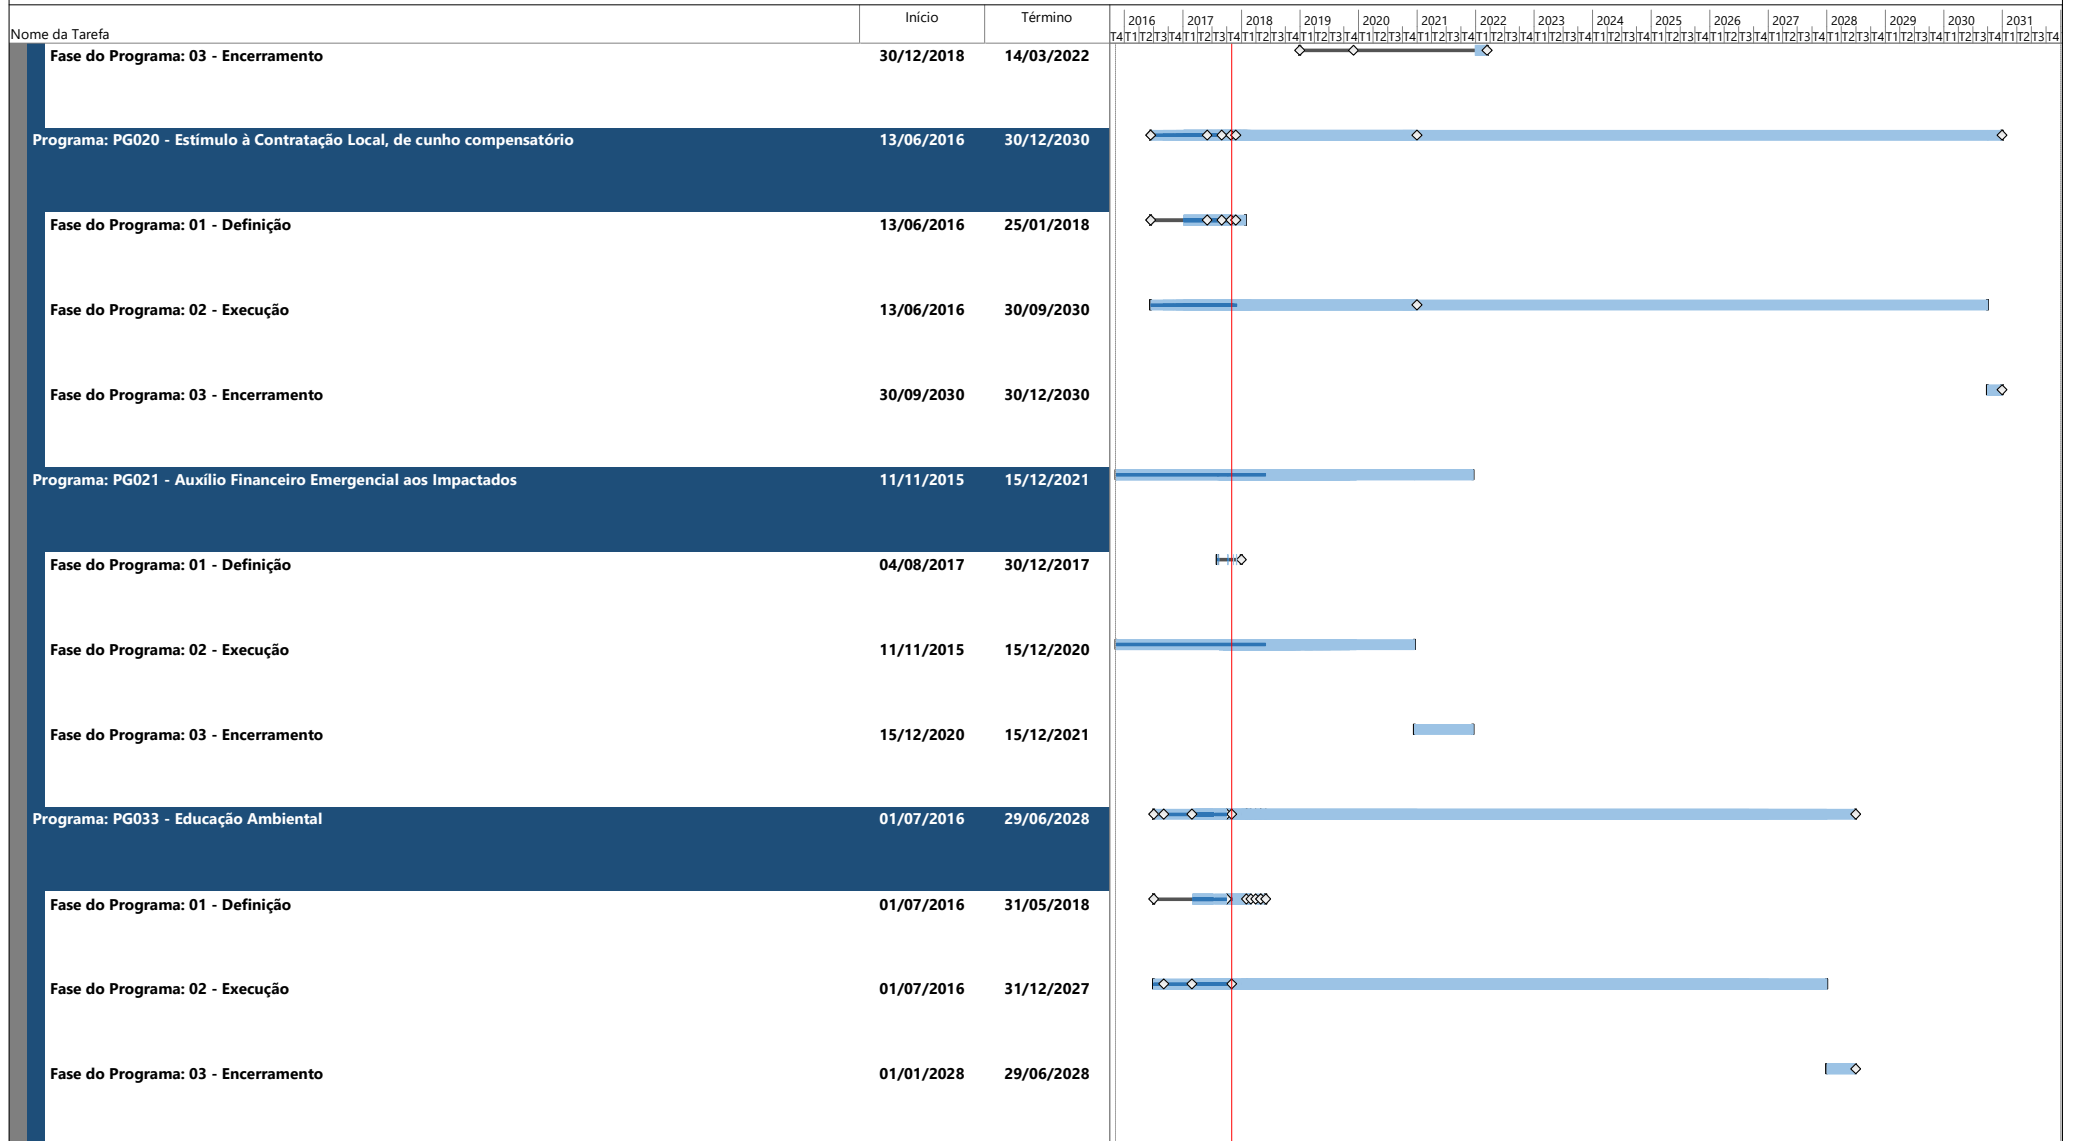 Início Término
Nome da Tarefa
2016 2017 2018 2019 2020 2021 2022 2023 2024 2025 2026 2027 2028 2029 2030 2031
T4 T1 T2 T3 T4 T1 T2 T3 T4 T1 T2 T3 T4 T1 T2 T3 T4 T1 T2 T3 T4 T1 T2 T3 T4 T1 T2 T3 T4 T1 T2 T3 T4 T1 T2 T3 T4 T1 T2 T3 T4 T1 T2 T3 T4 T1 T2 T3 T4 T1 T2 T3 T4 T1 T2 T3 T4 T1 T2 T3 T4 T1 T2 T3 T4
Fase do Programa: 03 - Encerramento 30/12/2018 14/03/2022
Programa: PG020 - Estímulo à Contratação Local, de cunho compensatório 13/06/2016 30/12/2030
Fase do Programa: 01 - Definição 13/06/2016 25/01/2018
Fase do Programa: 02 - Execução 13/06/2016 30/09/2030
Fase do Programa: 03 - Encerramento 30/09/2030 30/12/2030
Programa: PG021 - Auxílio Financeiro Emergencial aos Impactados 11/11/2015 15/12/2021
Fase do Programa: 01 - Definição 04/08/2017 30/12/2017
Fase do Programa: 02 - Execução 11/11/2015 15/12/2020
Fase do Programa: 03 - Encerramento 15/12/2020 15/12/2021
Programa: PG033 - Educação Ambiental 01/07/2016 29/06/2028
Fase do Programa: 01 - Definição 01/07/2016 31/05/2018
Fase do Programa: 02 - Execução 01/07/2016 31/12/2027
Fase do Programa: 03 - Encerramento 01/01/2028 29/06/2028